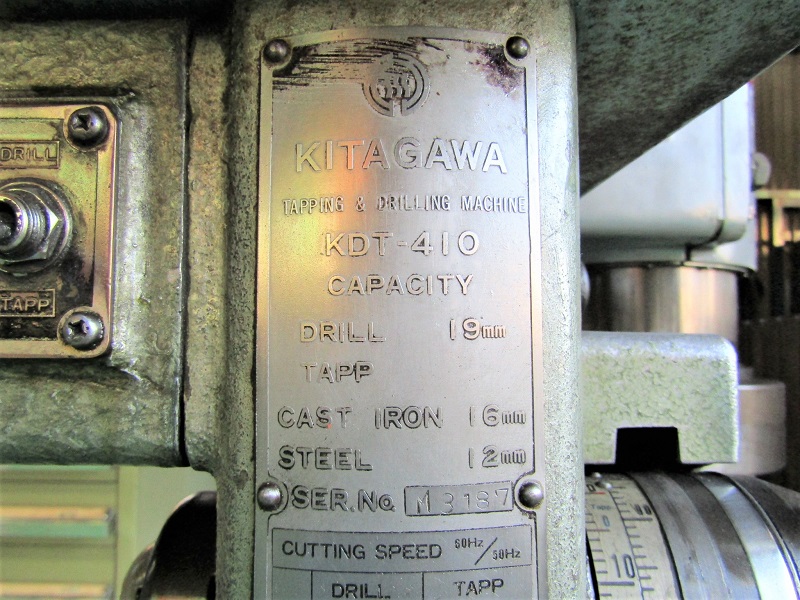 DRILL
TAPP
KITAGAWA
TAPPING & DRILLING MACHINE
KDT-410
CAPACITY
DRILL 19mm
TAPP
CAST IRON 16mm
STEEL 12mm
SER.No M3187
CUTTING SPEED 60Hz/50Hz
DRILL TAPP
10